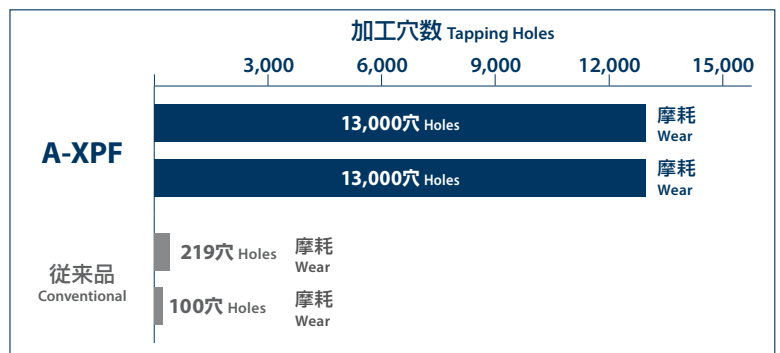 加工穴数 Tapping Holes
3,000 6,000 9,000 12,000 15,000
A-XPF
13,000穴 Holes 摩耗
Wear
13,000穴 Holes 摩耗
Wear
従来品
Conventional
219穴 Holes 摩耗
Wear
100穴 Holes 摩耗
Wear